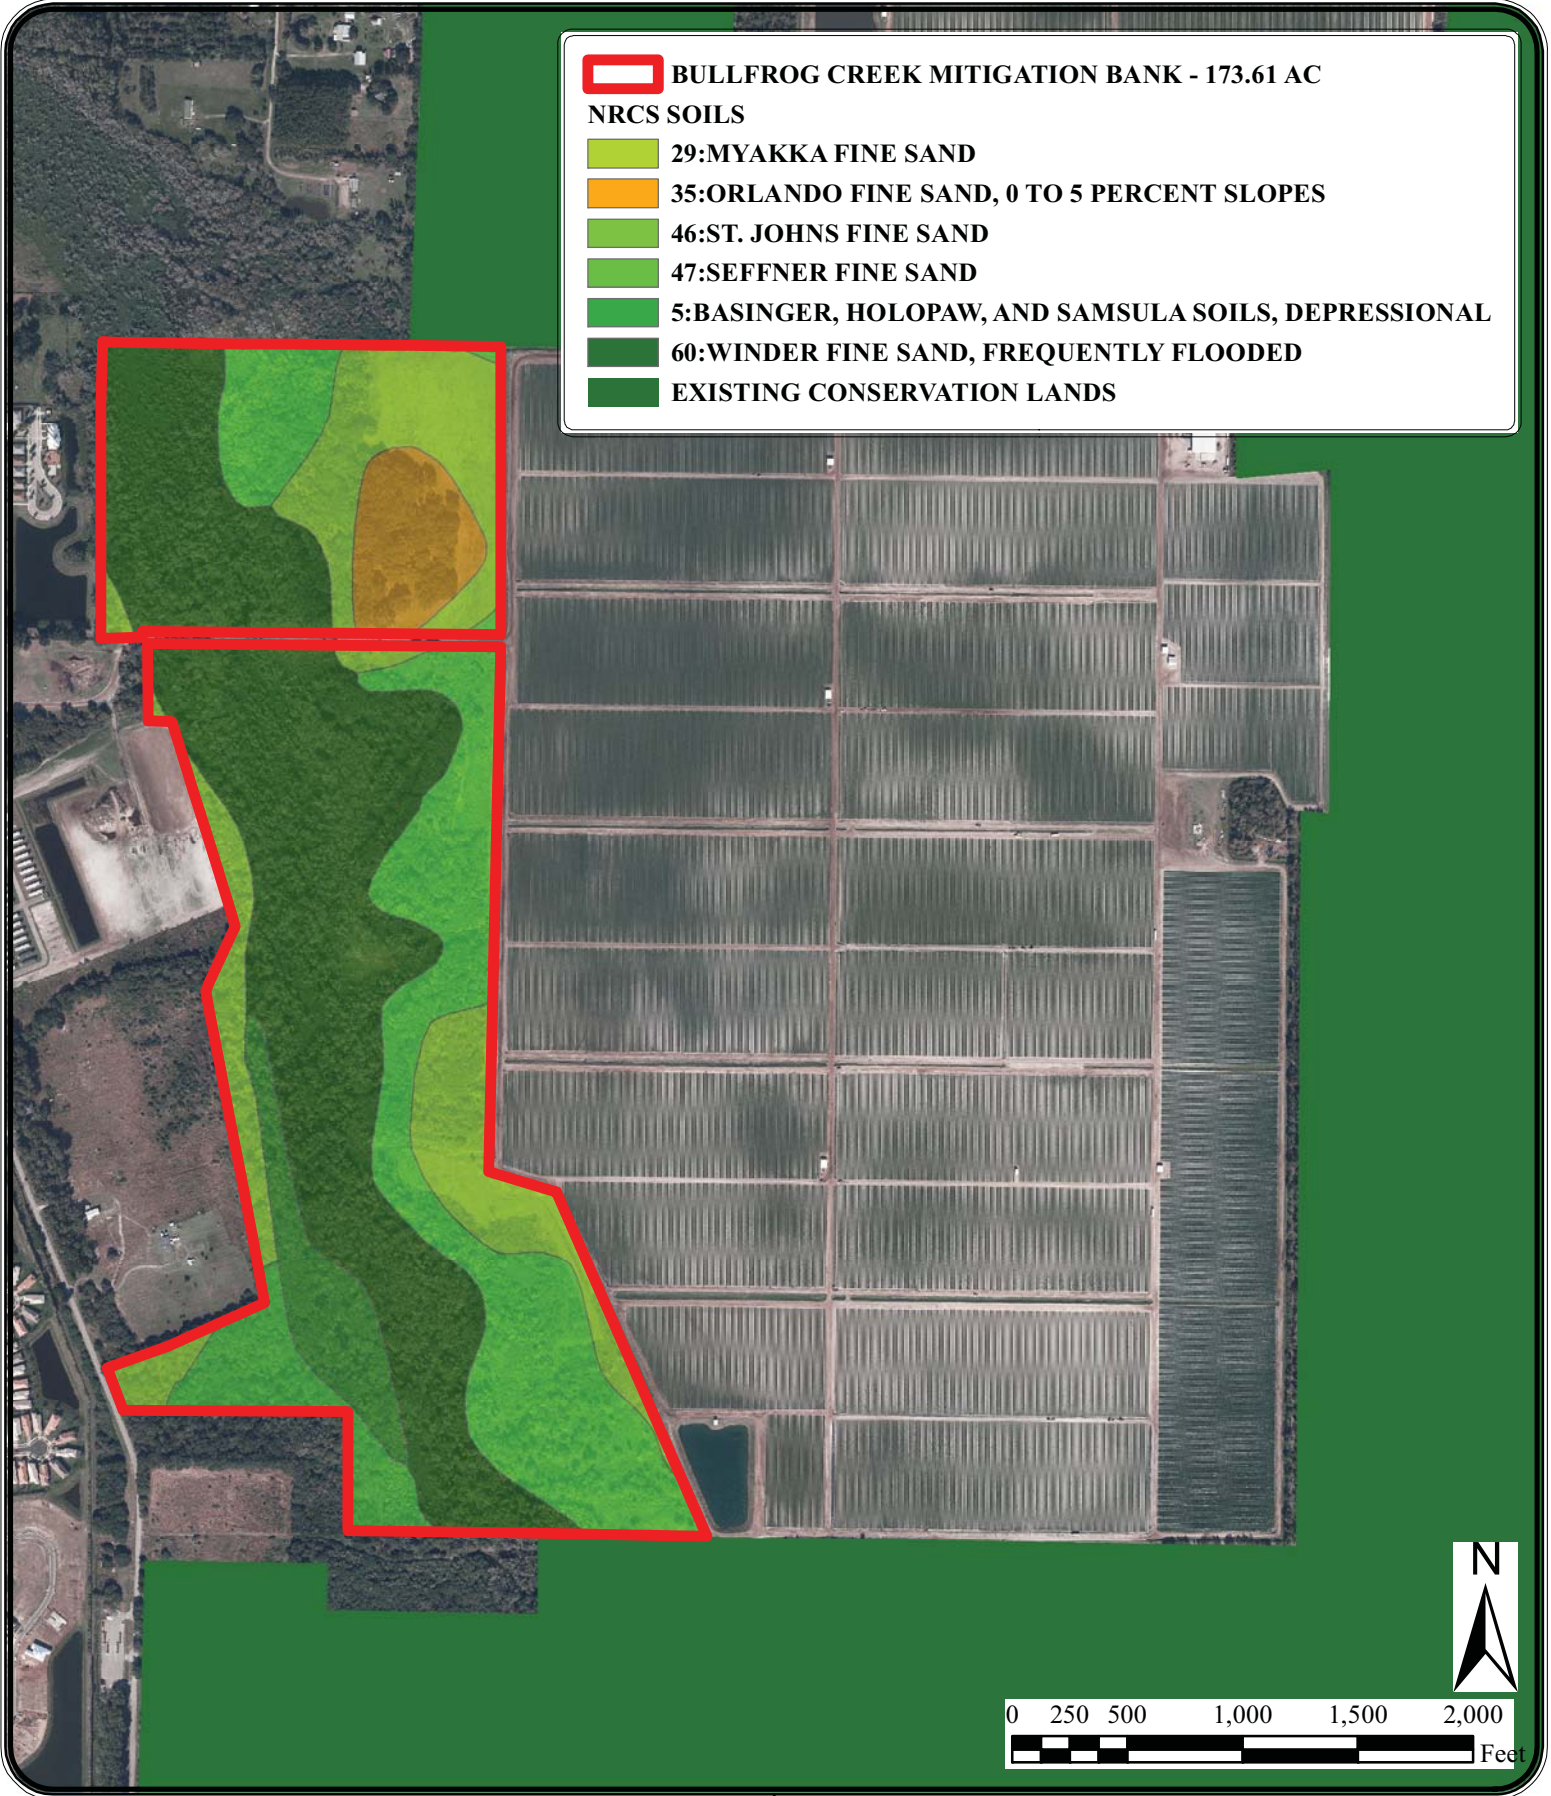 BULLFROG CREEK MITIGATION BANK - 173.61 AC
NRCS SOILS
29:MYAKKA FINE SAND
35:ORLANDO FINE SAND, 0 TO 5 PERCENT SLOPES
46:ST. JOHNS FINE SAND
47:SEFFNER FINE SAND
5:BASINGER, HOLOPAW, AND SAMSULA SOILS, DEPRESSIONAL
60:WINDER FINE SAND, FREQUENTLY FLOODED
EXISTING CONSERVATION LANDS
N
0 250 500 1,000 1,500 2,000
Feet